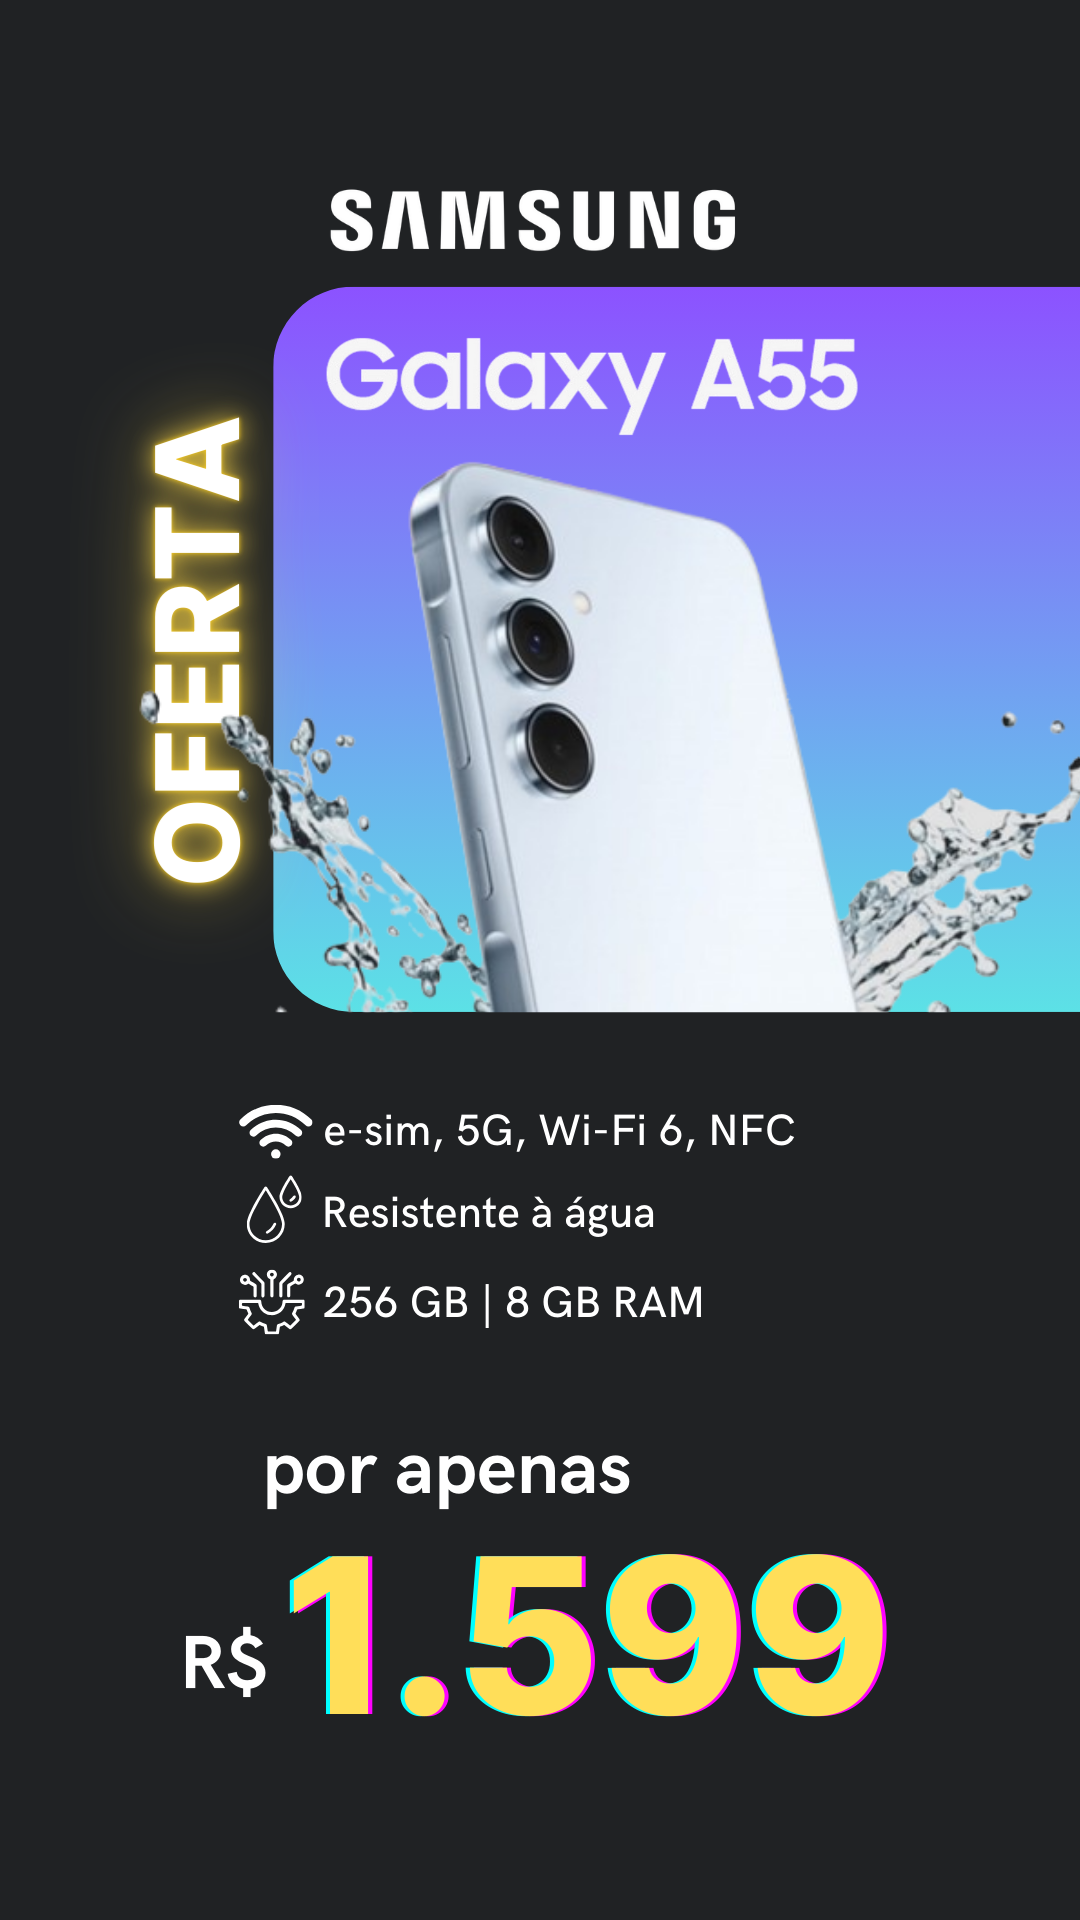 SAMSUNG
Galaxy A55
OFERTA
e-sim, 5G, Wi-Fi 6, NFC
Resistente à água
256 GB | 8 GB RAM
por apenas
R$ 1.599